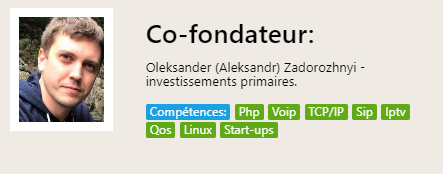 Co-fondateur:
Oleksander (Aleksandr) Zadorozhnyi -
investissements primaires.
Compétences: Php Voip TCP/IP Sip Iptv
Qos Linux Start-ups